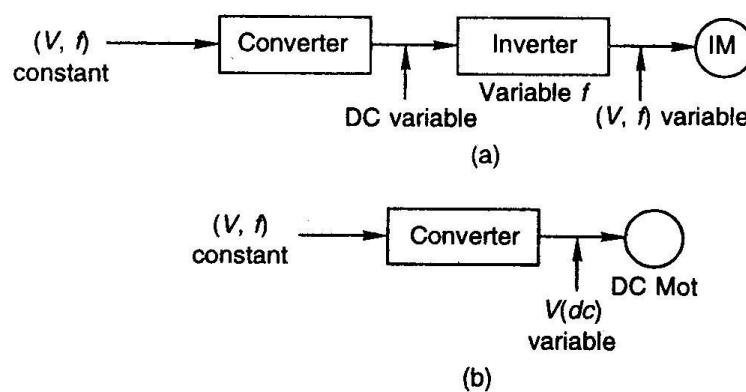 (V, f)
constant
Converter
DC variable
Inverter
Variable f
(V, f) variable
IM
(a)
(V, f)
constant
Converter
V(dc)
variable
DC Mot
(b)